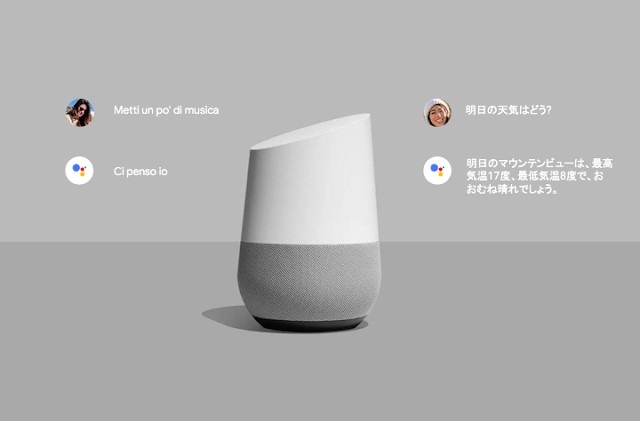 Metti un po' di musica
Ci penso io
明日の天気はどう?
明日のマウンテンビューは、最高
気温17度、最低気温8度で、お
おむね晴れでしょう。